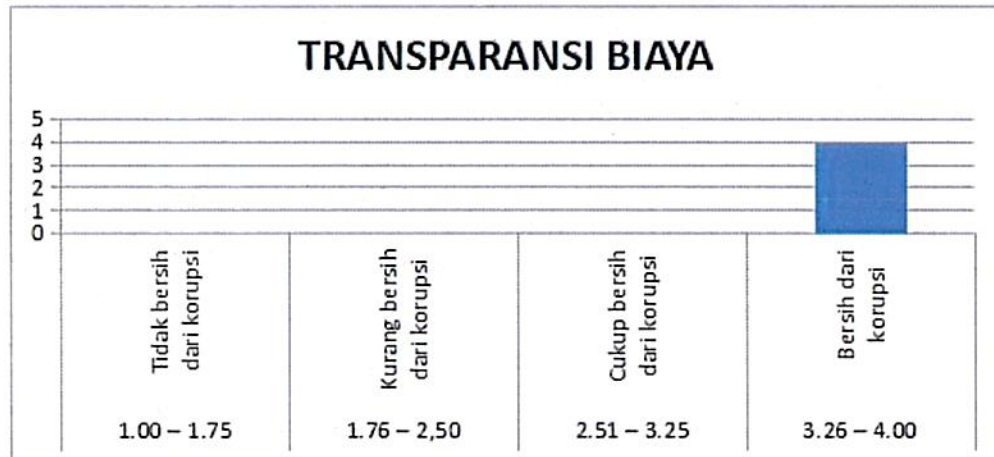 TRANSPARANSI BIAYA
5
4
3
2
1
0
Tidak bersih
dari korupsi
Kurang bersih
dari korupsi
Cukup bersih
dari korupsi
Bersih dari
korupsi
1.00 – 1.75
1.76 – 2,50
2.51 – 3.25
3.26 – 4.00